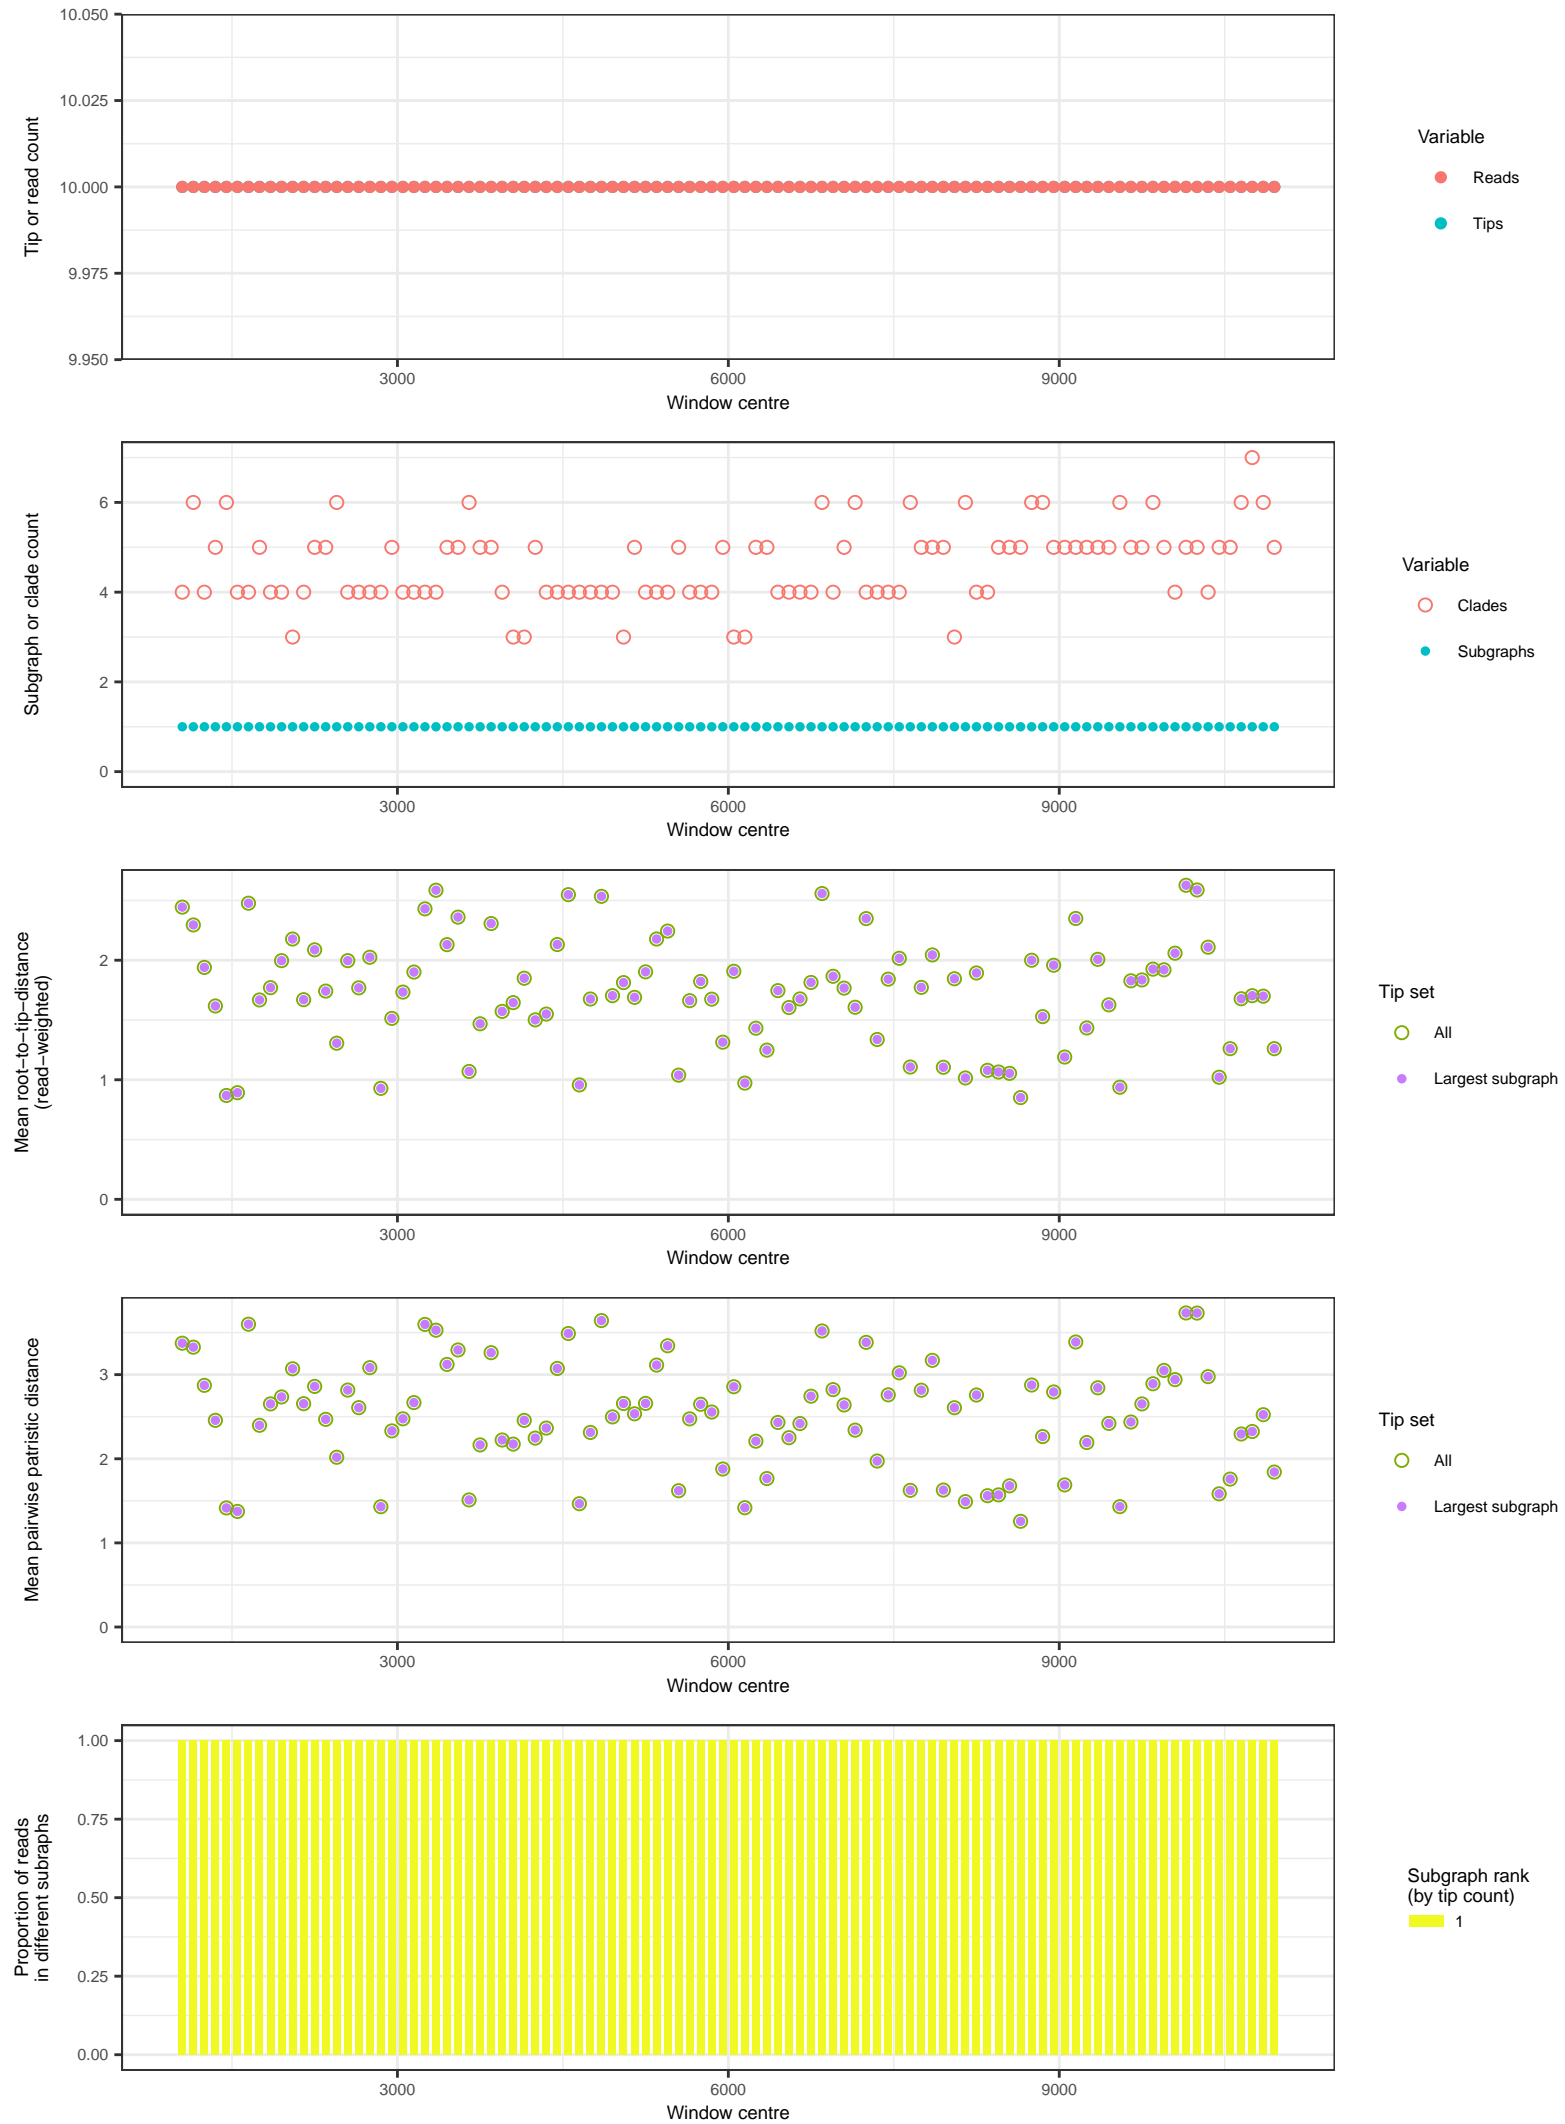 10.050
10.025
10.000
9.975
9.950
Tip or read count
3000
6000
9000
Window centre
Variable
Reads
Tips
6
4
2
0
Subgraph or clade count
3000
6000
9000
Window centre
Variable
Clades
Subgraphs
2
1
0
Mean root−to−tip−distance
(read−weighted)
3000
6000
9000
Window centre
Tip set
All
Largest subgraph
3
2
1
0
Mean pairwise patristic distance
3000
6000
9000
Window centre
Tip set
All
Largest subgraph
1.00
0.75
0.50
0.25
0.00
Proportion of reads
in different subraphs
3000
6000
9000
Window centre
Subgraph rank
(by tip count)
1